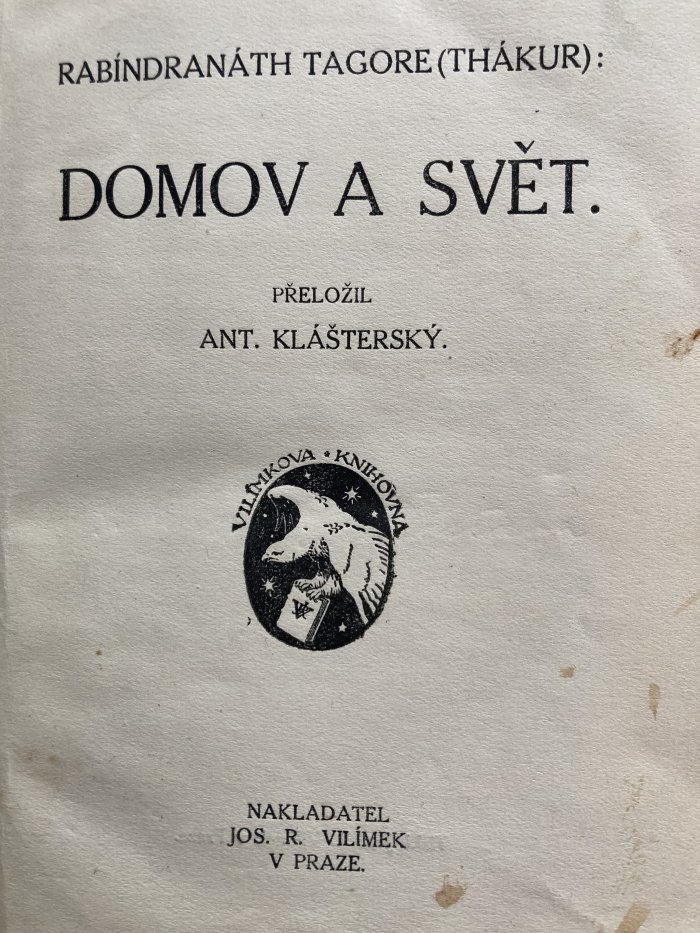 RABÍNDRANÁTH TAGORE (THÁKUR):
DOMOV A SVĚT.
PŘELOŽIL
ANT. KLÁŠTERSKÝ.
VILÍMKOVA * KNIHOVNA
NAKLADATEL
JOS. R. VILÍMEK
V PRAZE.